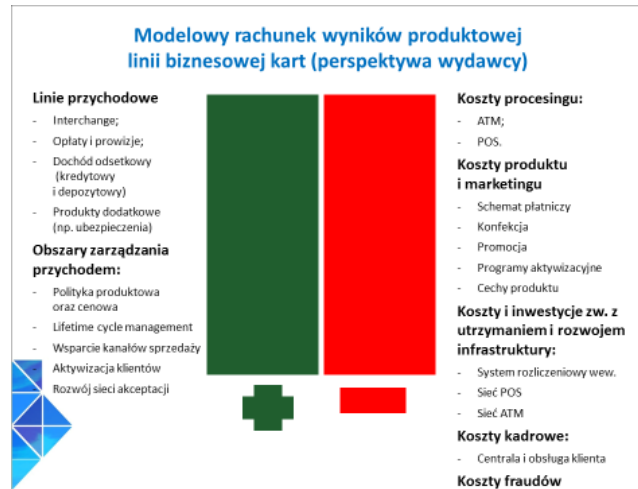 Modelowy rachunek wyników produktowej
linii biznesowej kart (perspektywa wydawcy)
Linie przychodowe
- Interchange;
- Opłaty i prowizje;
- Dochód odsetkowy
(kredytowy
i depozytowy)
- Produkty dodatkowe
(np. ubezpieczenia)
Obszary zarządzania
przychodem:
- Polityka produktowa
oraz cenowa
- Lifetime cycle management
- Wsparcie kanałów sprzedaży
Aktywizacja klientów
Rozwój sieci akceptacji
Koszty procesingu:
- ATM;
- POS.
Koszty produktu
i marketingu
- Schemat płatniczy
- Konfekcja
- Promocja
- Programy aktywizacyjne
- Cechy produktu
Koszty i inwestycje zw. z
utrzymaniem i rozwojem
infrastruktury:
- System rozliczeniowy wew.
- Sieć POS
- Sieć ATM
Koszty kadrowe:
- Centrala i obsługa klienta
Koszty fraudów